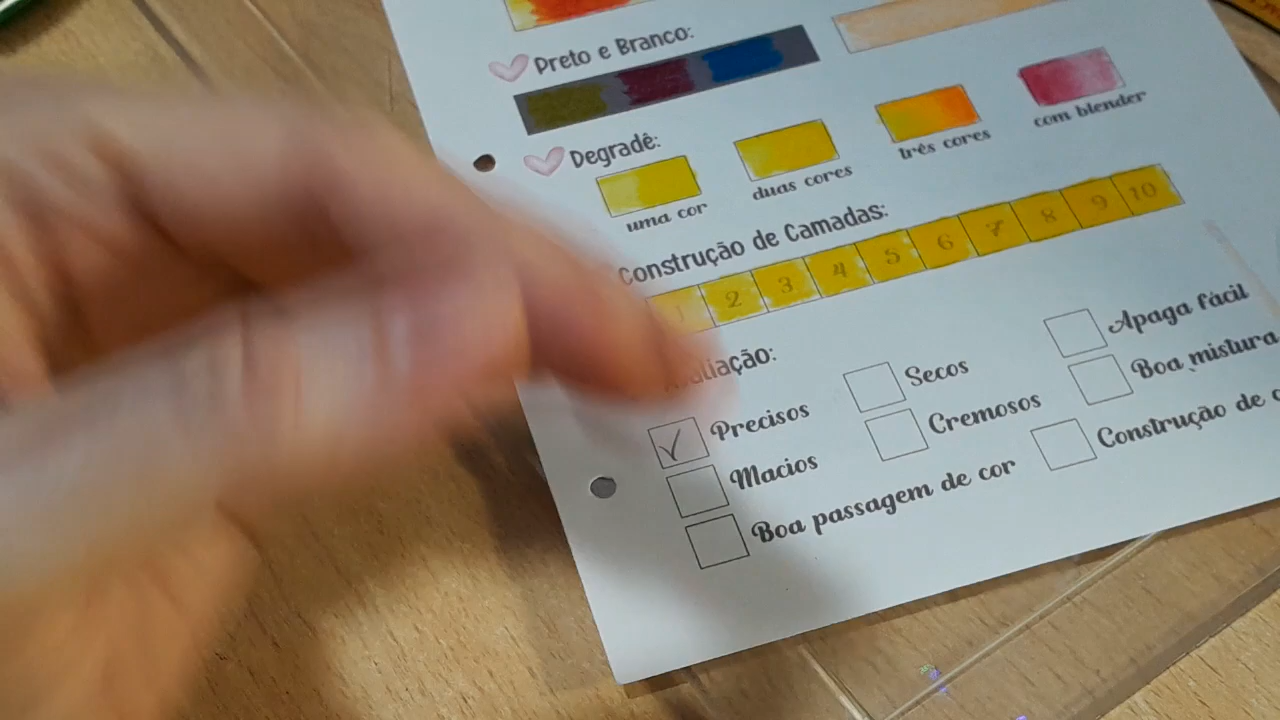 Preto e Branco:
Degradê:
uma cor
duas cores
três cores
com blender
Construção de Camadas:
1 2 3 4 5 6 7 8 9 10
Precisos
Secos
Apaga fácil
Macios
Cremosos
Boa mistura
Boa passagem de cor
Construção de